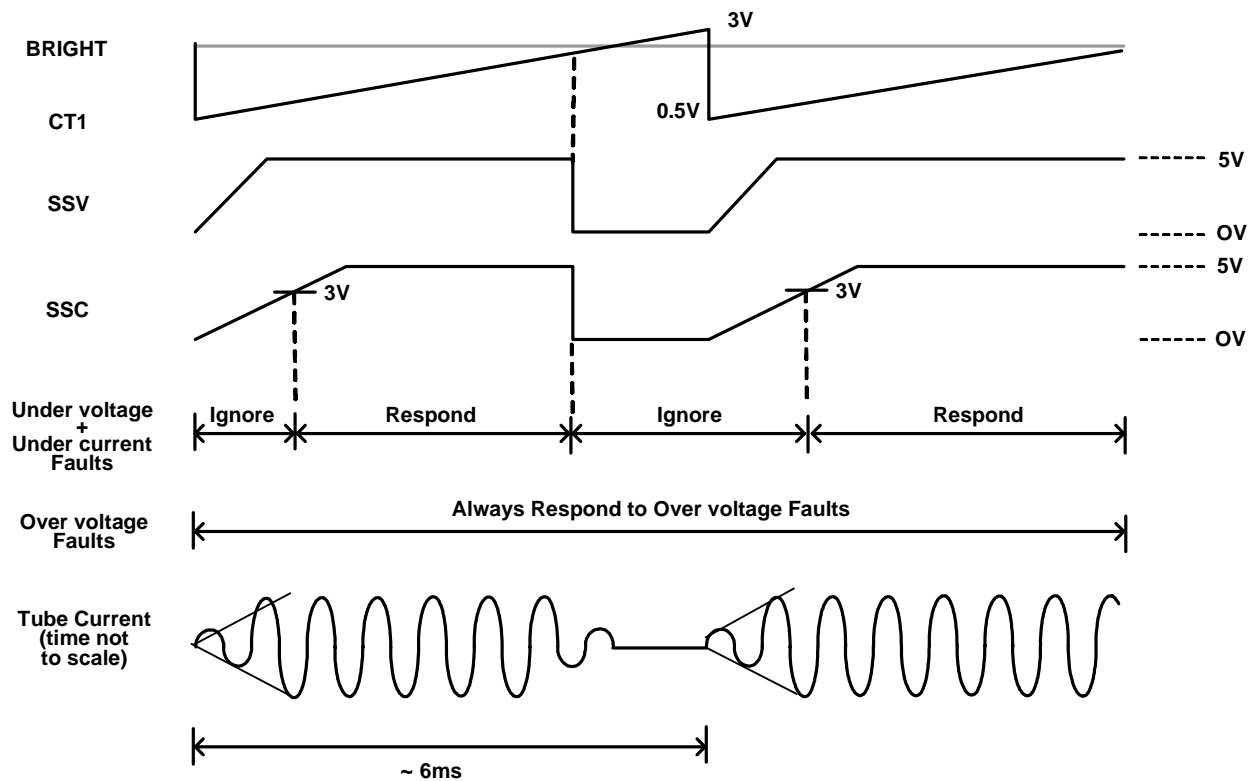 3V
BRIGHT
0.5V
CT1
5V
SSV
OV
5V
3V
3V
SSC
OV
Under voltage
+
Under current
Faults
Ignore
Respond
Ignore
Respond
Over voltage
Faults
Always Respond to Over voltage Faults
Tube Current
(time not
to scale)
~ 6ms